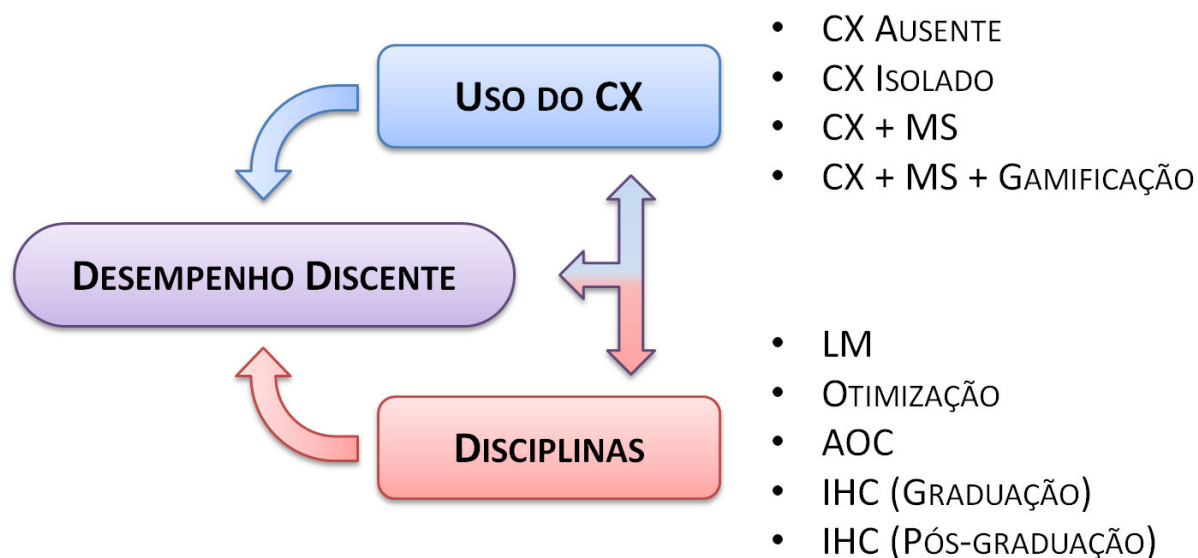 USO DO CX
• CX AUSENTE
• CX ISOLADO
• CX + MS
• CX + MS + GAMIFICAÇÃO
DESEMPENHO DISCENTE
DISCIPLINAS
• LM
• OTIMIZAÇÃO
• AOC
• IHC (GRADUAÇÃO)
• IHC (PÓS-GRADUAÇÃO)